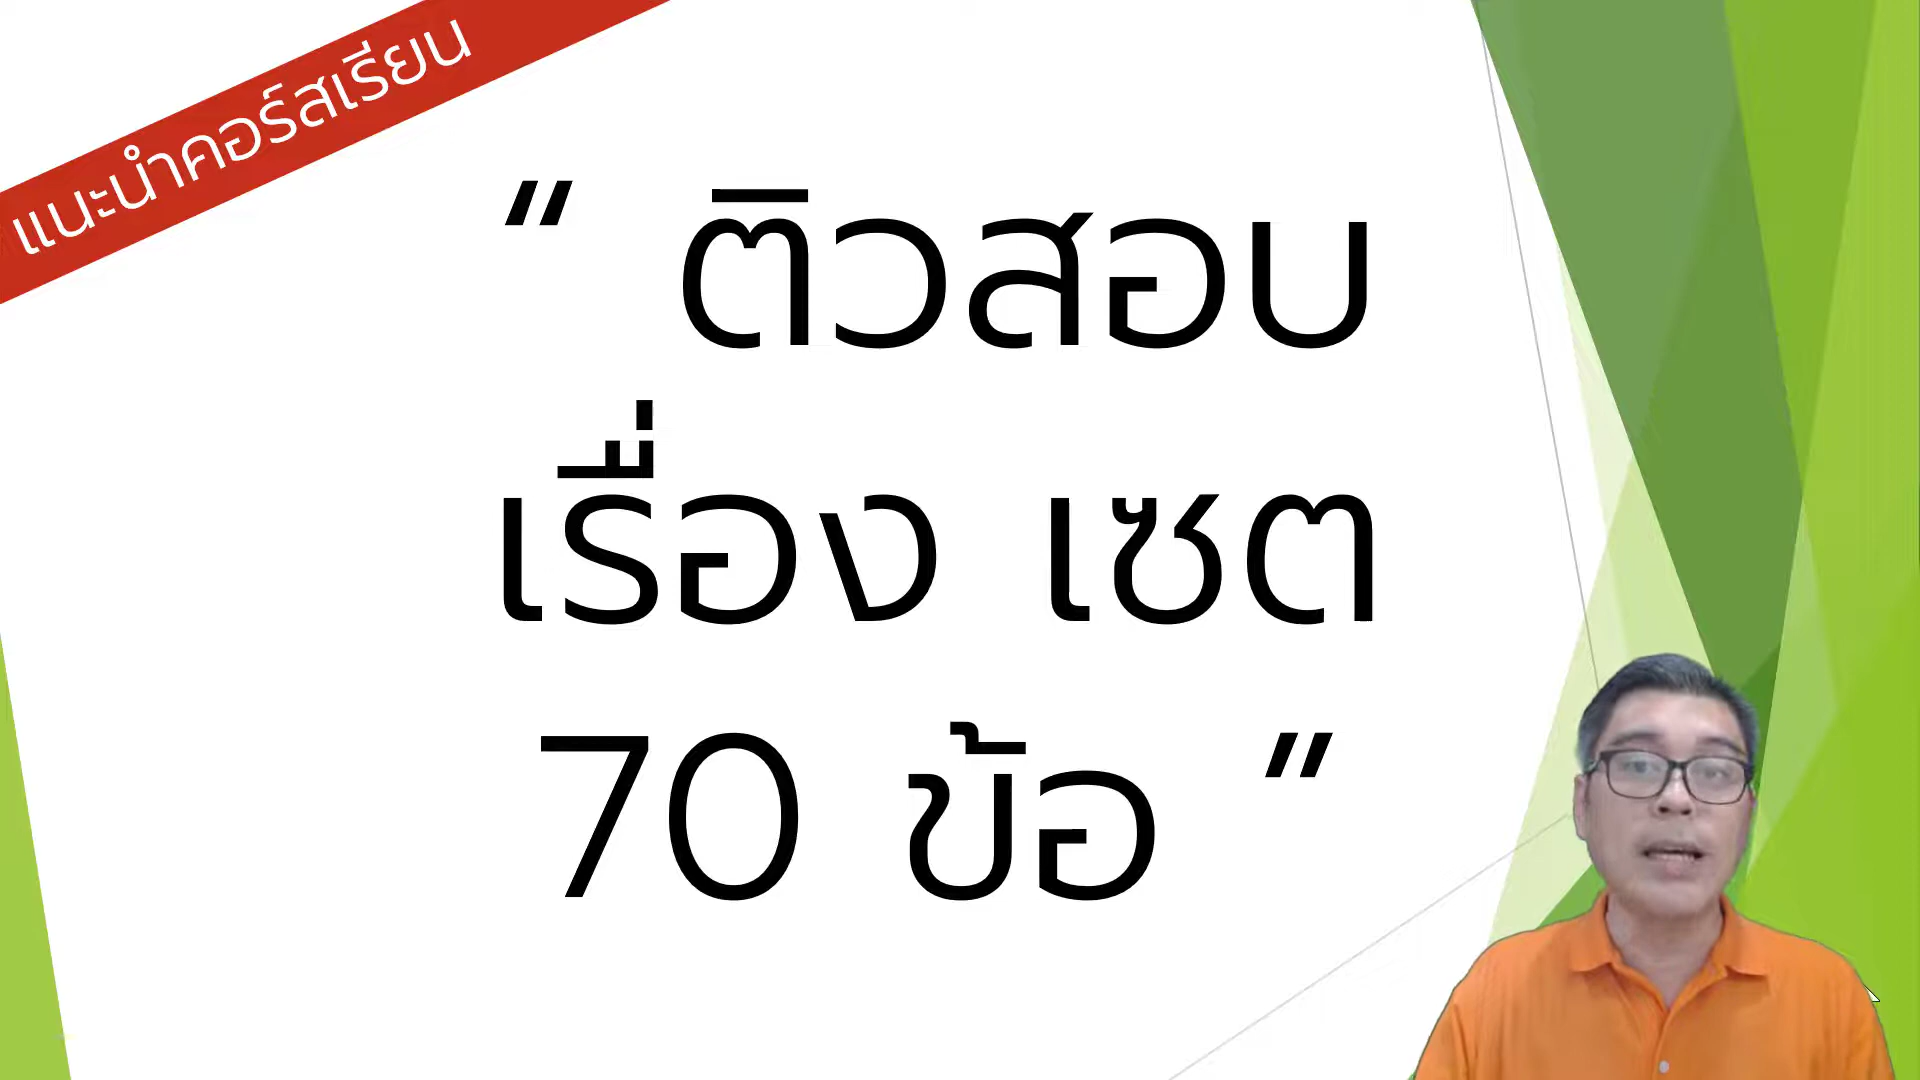 แนะนำคอร์สเรียน
“ ติวสอบ
เรื่อง เซต
70 ข้อ ”